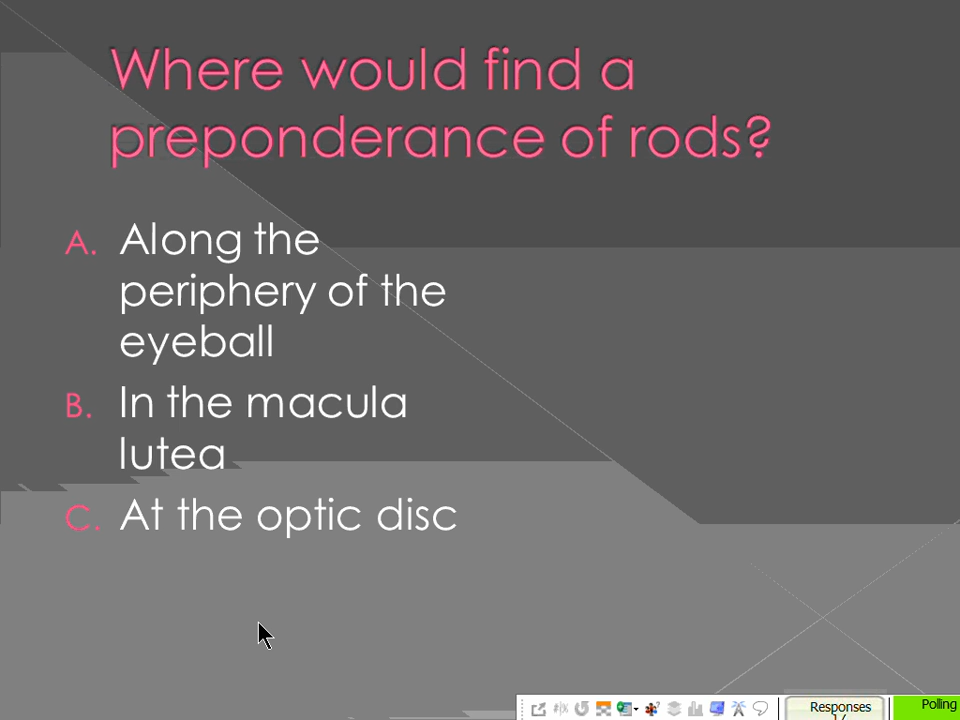 Where would find a
preponderance of rods?
A. Along the
periphery of the
eyeball
B. In the macula
lutea
C. At the optic disc
Responses
Polling